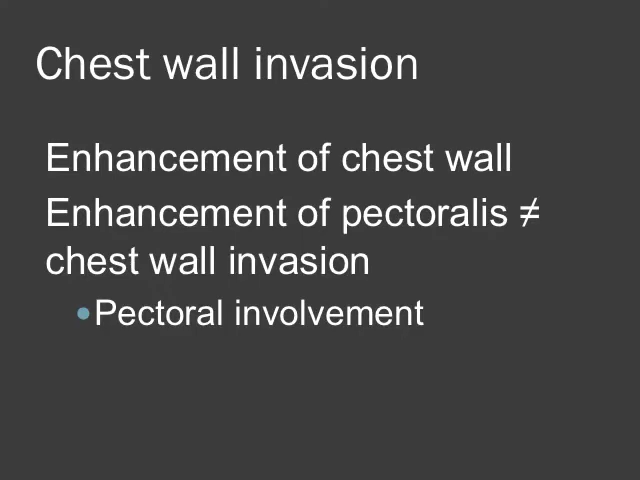 Chest wall invasion
Enhancement of chest wall
Enhancement of pectoralis ≠
chest wall invasion
•Pectoral involvement